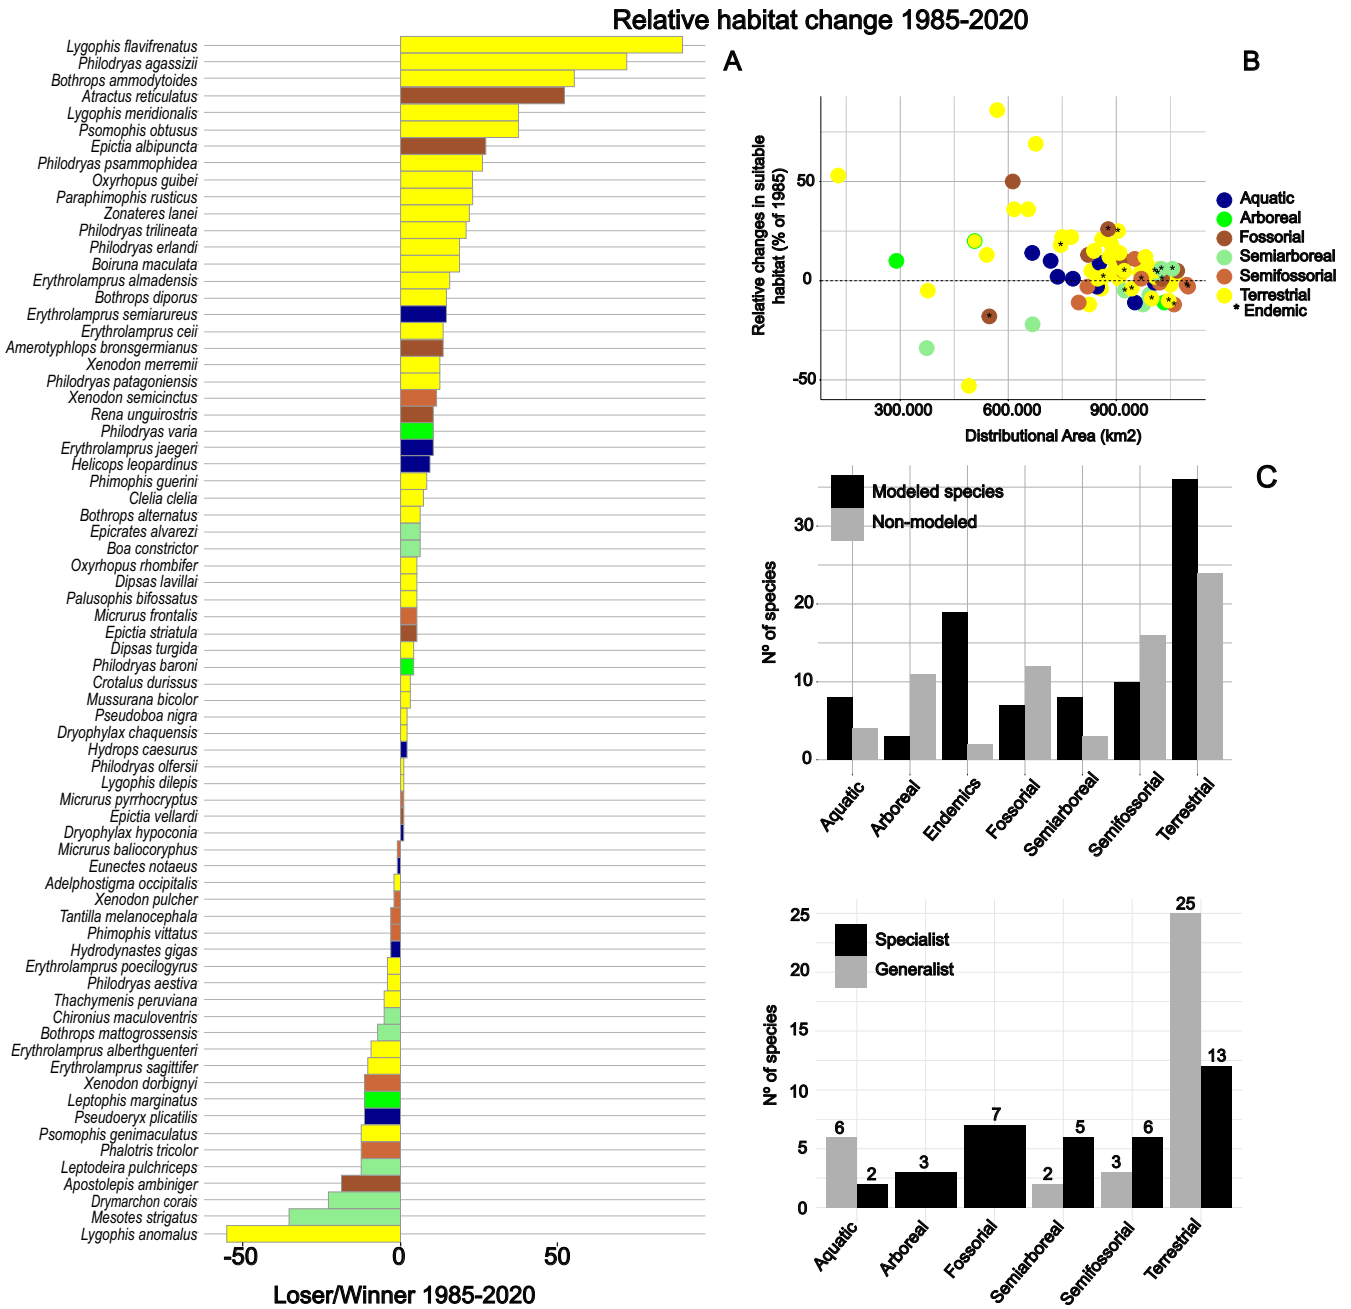 Relative habitat change 1985-2020
A
Lygophis flavifrenatus
Philodryas agassizii
Bothrops ammodytoides
Atractus reticulatus
Lygophis meridionalis
Psomophis obtusus
Epictia albipuncta
Philodryas psammophidea
Oxyrhopus guibei
Paraphimophis rusticus
Zonateres lanei
Philodryas trilineata
Philodryas erlandi
Boiruna maculata
Erythrolamprus almadensis
Bothrops diporus
Erythrolamprus semiarureus
Erythrolamprus ceii
Amerotyphlops bronsgermianus
Xenodon merremii
Philodryas patagoniensis
Xenodon semicinctus
Rena unguirostris
Philodryas varia
Erythrolamprus jaegeri
Helicops leopardinus
Phimophis guerini
Clelia clelia
Bothrops alternatus
Epicrates alvarezi
Boa constrictor
Oxyrhopus rhombifer
Dipsas lavillai
Palusophis bifossatus
Micrurus frontalis
Epictia striatula
Dipsas turgida
Philodryas baroni
Crotalus durissus
Mussurana bicolor
Pseudoboa nigra
Dryophylax chaquensis
Hydrops caesurus
Philodryas olfersii
Lygophis dilepis
Micrurus pyrrhocryptus
Epictia vellardi
Dryophylax hypoconia
Micrurus baliocoryphus
Eunectes notaeus
Adelphostigma occipitalis
Xenodon pulcher
Tantilla melanocephala
Phimophis vittatus
Hydrodynastes gigas
Erythrolamprus poecilogyrus
Philodryas aestiva
Thachymenis peruviana
Chironius maculoventris
Bothrops mattogrossensis
Erythrolamprus alberthguenteri
Erythrolamprus sagittifer
Xenodon dorbignyi
Leptophis marginatus
Pseudoeryx plicatilis
Psomophis genimaculatus
Phalotris tricolor
Leptodeira pulchriceps
Apostolepis ambiniger
Drymarchon corais
Mesotes strigatus
Lygophis anomalus
-50 0 50
Loser/Winner 1985-2020
B
Relative changes in suitable
habitat (% of 1985)
50
0
-50
300.000 600.000 900.000
Distributional Area (km2)
Aquatic
Arboreal
Fossorial
Semiarboreal
Semifossorial
Terrestrial
* Endemic
C
Modeled species
Non-modeled
Nº of species
30
20
10
0
Aquatic
Arboreal
Endemics
Fossorial
Semiarboreal
Semifossorial
Terrestrial
Specialist
Generalist
Nº of species
25
20
15
10
5
0
6 2 3 7 2 5 3 6 25 13
Aquatic
Arboreal
Fossorial
Semiarboreal
Semifossorial
Terrestrial